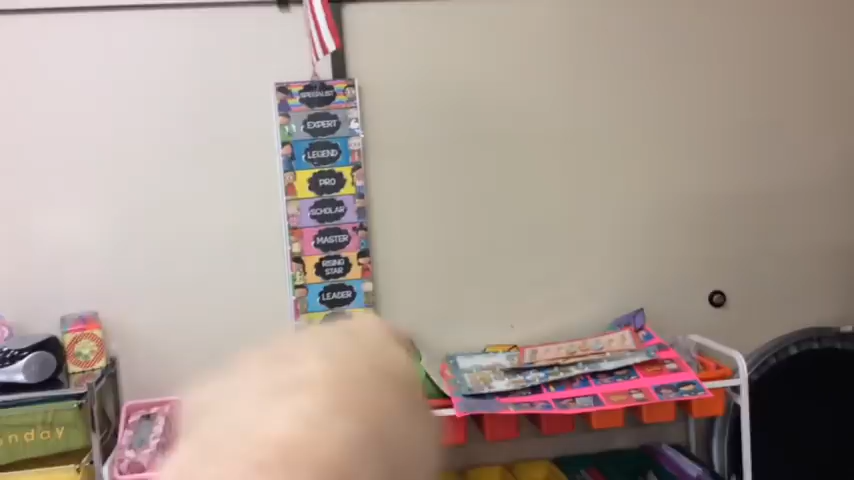 SPECIALIST
EXPERT
LEGEND
PRO
SCHOLAR
MASTER
RISING
STAR
LEADER
nday